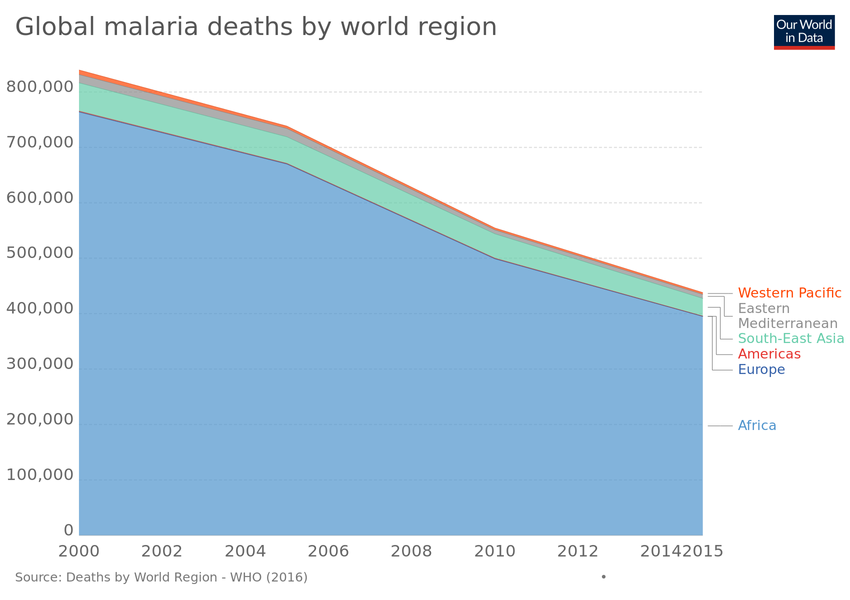 Global malaria deaths by world region
Our World
in Data
800,000
700,000
600,000
500,000
400,000
300,000
200,000
100,000
0
Western Pacific
Eastern
Mediterranean
South-East Asia
Americas
Europe
Africa
2000 2002 2004 2006 2008 2010 2012 2014 2015
Source: Deaths by World Region - WHO (2016)